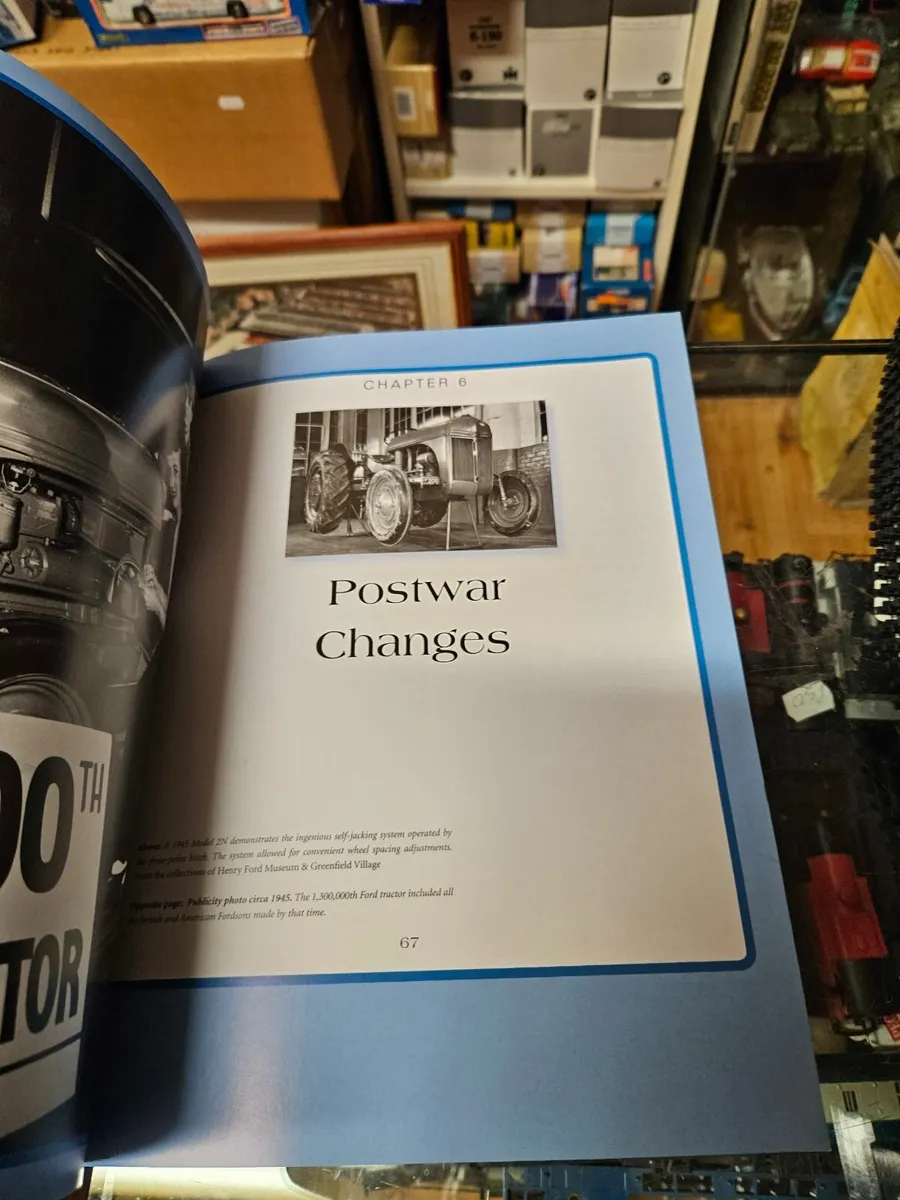 CHAPTER 6
Postwar
Changes
A 1945 Model 2N demonstrates the ingenious self-jacking system operated by
the three-point hitch. The system allowed for convenient wheel spacing adjustments.
From the collections of Henry Ford Museum & Greenfield Village
Opposite page: Publicity photo circa 1945. The 1,300,000th Ford tractor included all
British and American Fordsons made by that time.
67
00TH
TOR